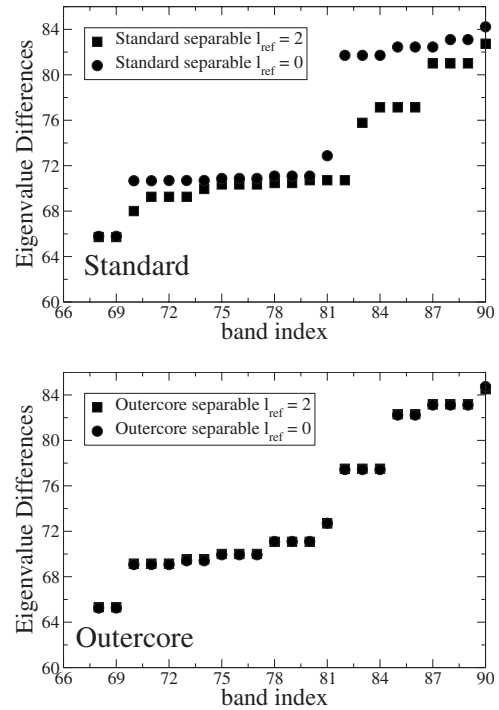 84
80
76
72
68
64
60
Eigenvalue Differences
Standard separable l_ref = 2
Standard separable l_ref = 0
Standard
66 69 72 75 78 81 84 87 90
band index
84
80
76
72
68
64
60
Eigenvalue Differences
Outercore separable l_ref = 2
Outercore separable l_ref = 0
Outercore
66 69 72 75 78 81 84 87 90
band index